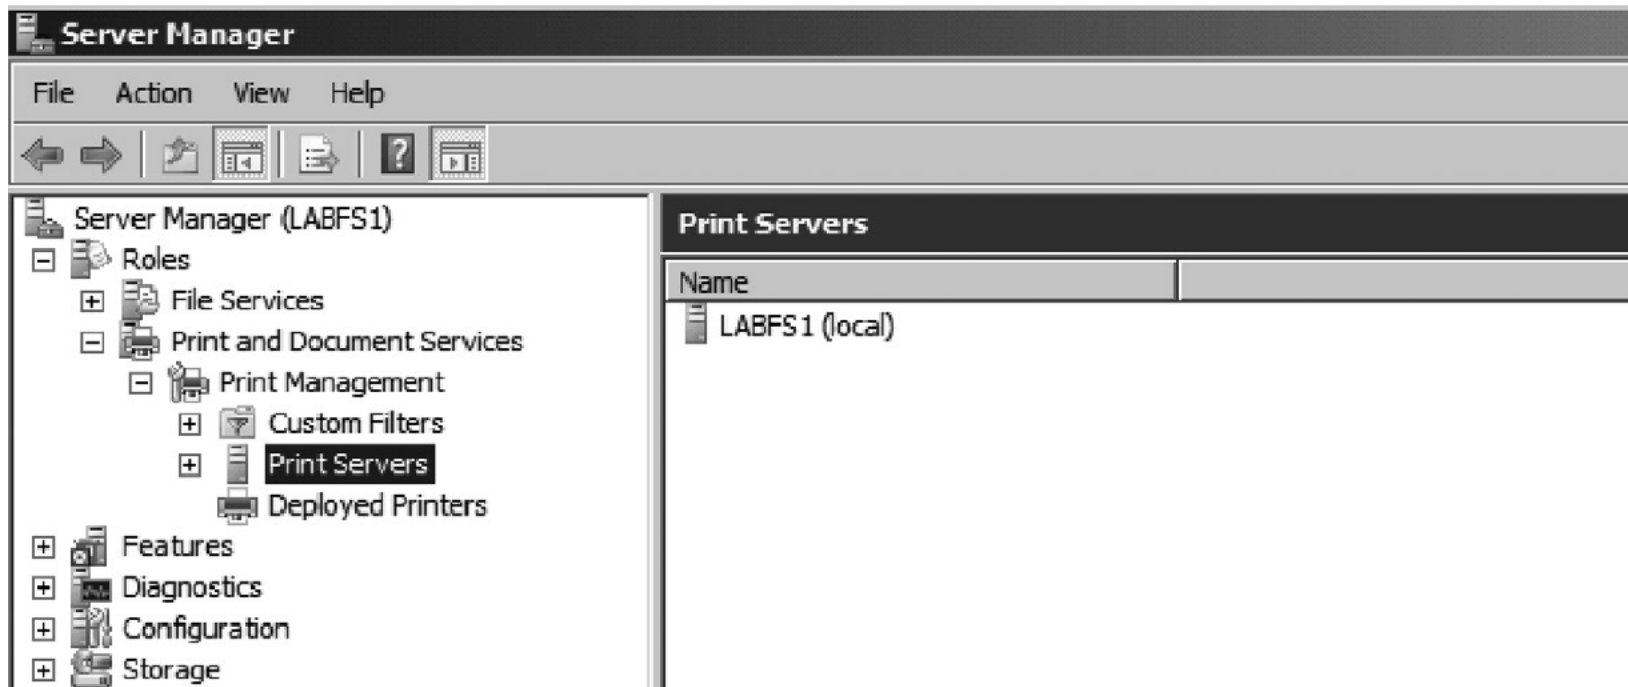 Server Manager
File Action View Help
?
Server Manager (LABFS1)
Roles
File Services
Print and Document Services
Print Management
Custom Filters
Print Servers
Deployed Printers
Features
Diagnostics
Configuration
Storage
Print Servers
Name
LABFS1 (local)